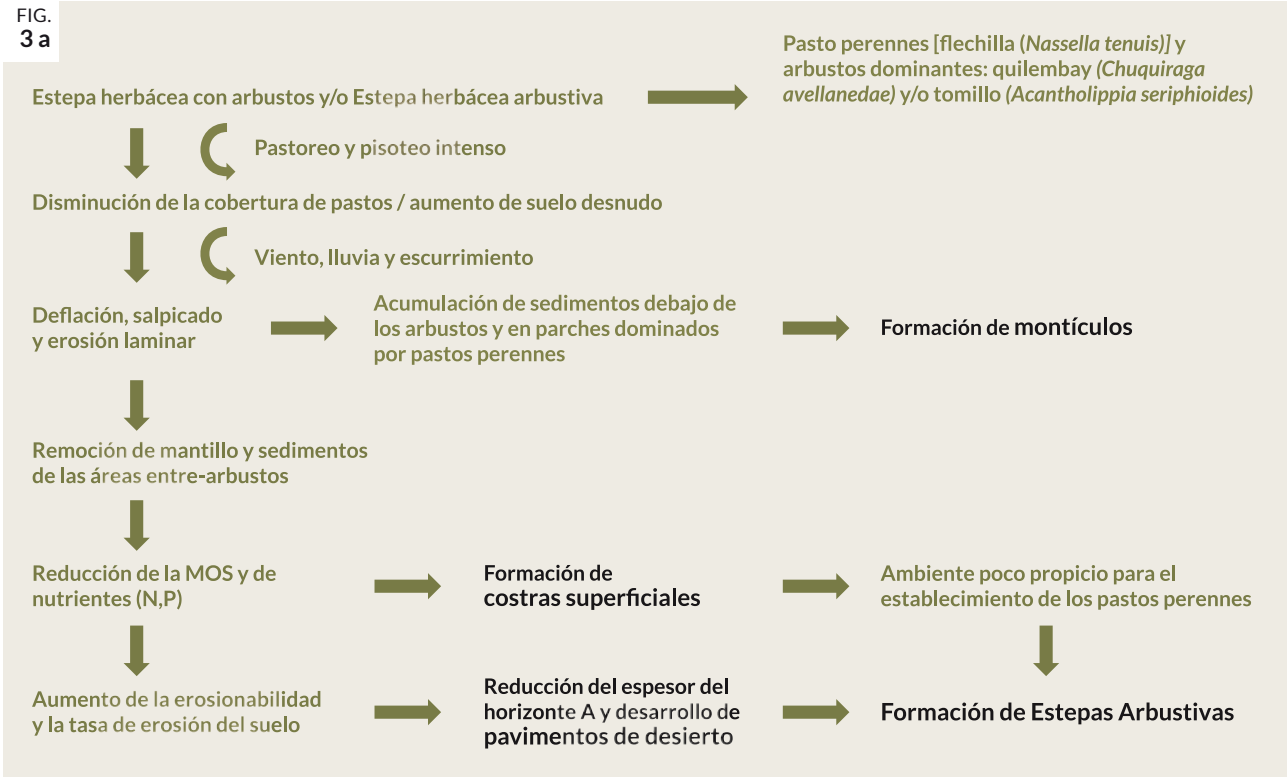 FIG.
3 a
Estepa herbácea con arbustos y/o Estepa herbácea arbustiva
Pasto perennes [flechilla (Nassella tenuis)] y
arbustos dominantes: quilembay (Chuquiraga
avellanedae) y/o tomillo (Acantholippia seriphioides)
Pastoreo y pisoteo intenso
Disminución de la cobertura de pastos / aumento de suelo desnudo
Viento, lluvia y escurrimiento
Deflación, salpicado
y erosión laminar
Acumulación de sedimentos debajo de
los arbustos y en parches dominados
por pastos perennes
Formación de montículos
Remoción de mantillo y sedimentos
de las áreas entre-arbustos
Reducción de la MOS y de
nutrientes (N,P)
Formación de
costras superficiales
Ambiente poco propicio para el
establecimiento de los pastos perennes
Aumento de la erosionabilidad
y la tasa de erosión del suelo
Reducción del espesor del
horizonte A y desarrollo de
pavimentos de desierto
Formación de Estepas Arbustivas